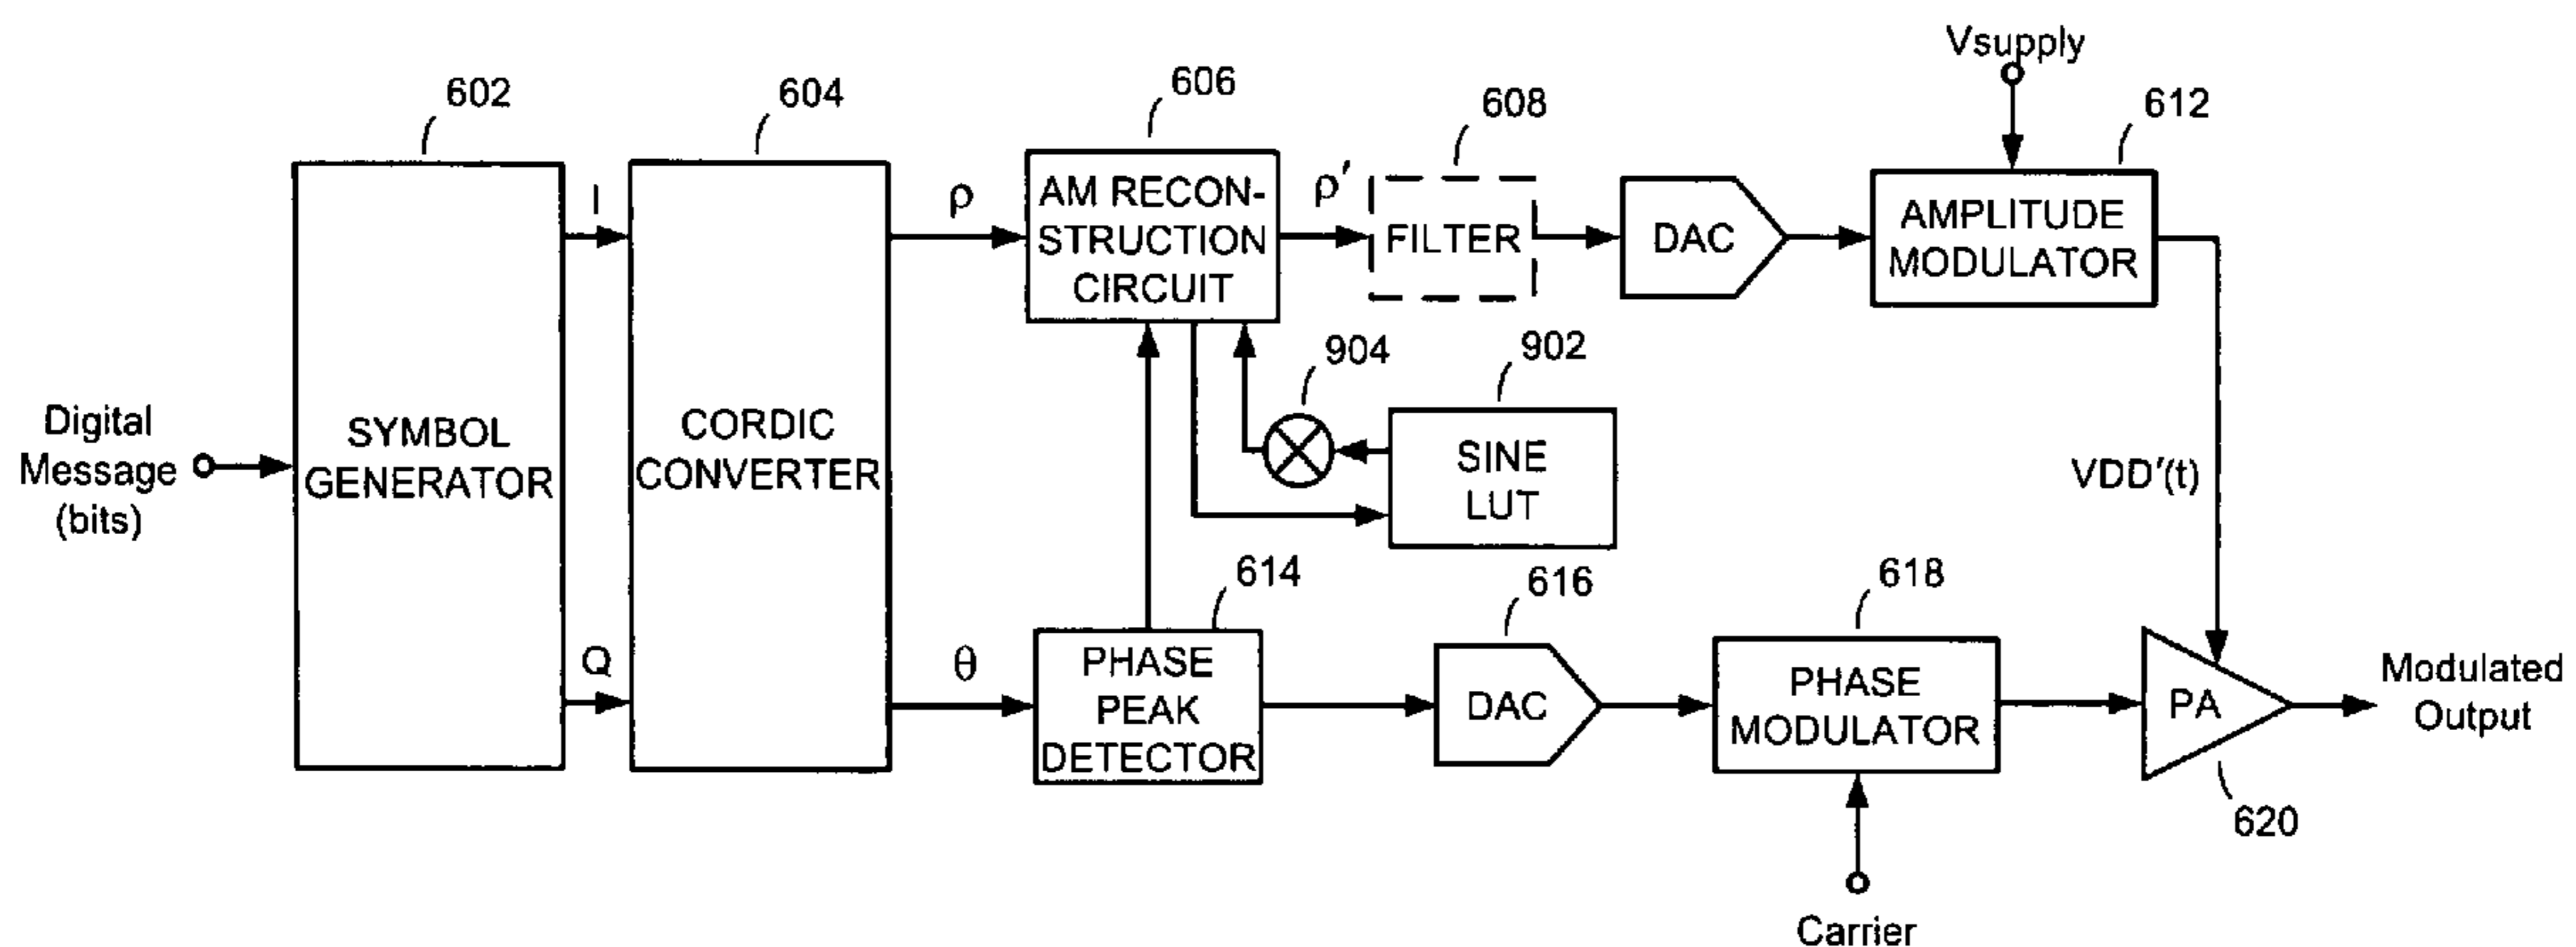 Vsupply
602
604
606
608
612
I
ρ
AM RECON-
STRUCTION
CIRCUIT
ρ′
FILTER
DAC
AMPLITUDE
MODULATOR
904
902
Digital
Message
(bits)
SYMBOL
GENERATOR
CORDIC
CONVERTER
SINE
LUT
VDD′(t)
614
616
618
Q
θ
PHASE
PEAK
DETECTOR
DAC
PHASE
MODULATOR
PA
Modulated
Output
620
Carrier